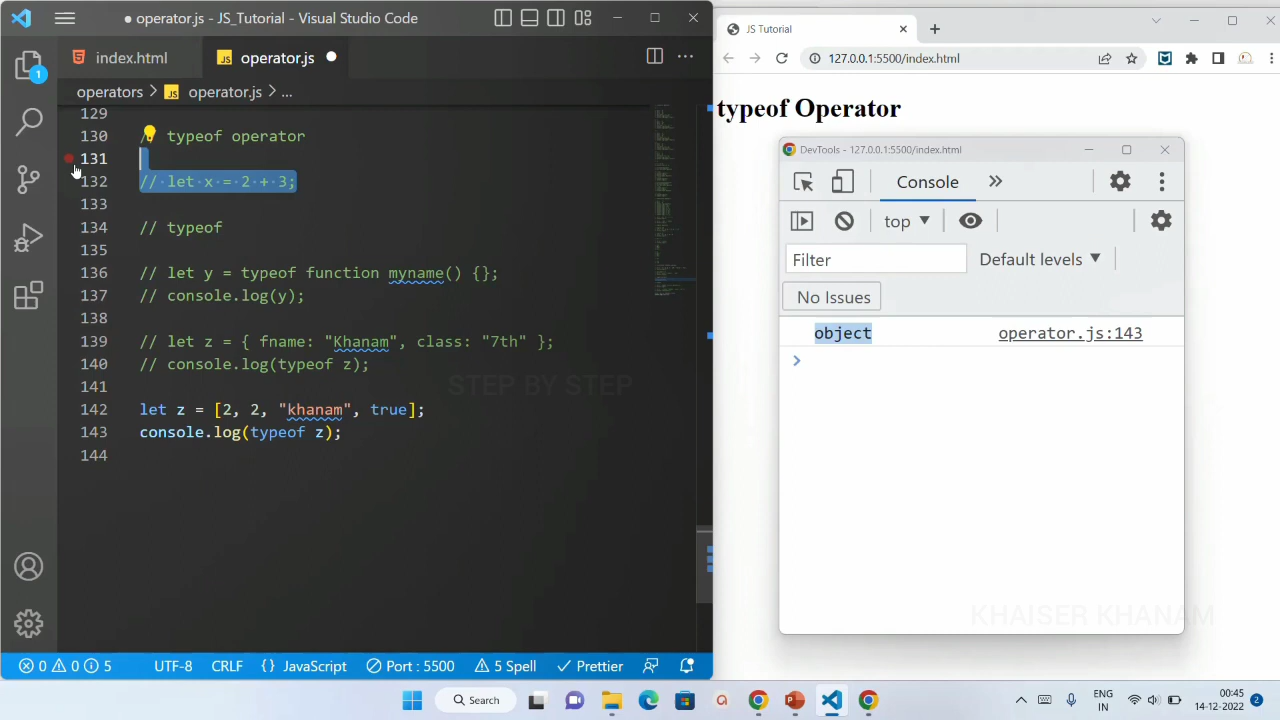 operator.js - JS_Tutorial - Visual Studio Code
index.html
operator.js
1
operators > JS operator.js > ...
129
130 / typeof operator
131
132 // let x = 2 + 3;
133
134 // typeof
135
136 // let y = typeof function myname() {};
137 // console.log(y);
138
139 // let z = { fname: "Khanam", class: "7th" };
140 // console.log(typeof z);
141
142 let z = [2, 2, "khanam", true];
143 console.log(typeof z);
144
STEP BY STEP
0 0 5 UTF-8 CRLF {} JavaScript Port : 5500 5 Spell Prettier
JS Tutorial
127.0.0.1:5500/index.html
typeof Operator
DevTools - 127.0.0.1:5500/index.html
Console
top
Filter
Default levels
No Issues
object operator.js:143
KHAISER KHANAM
Search
ENG
IN
00:45
14-12-2022
2